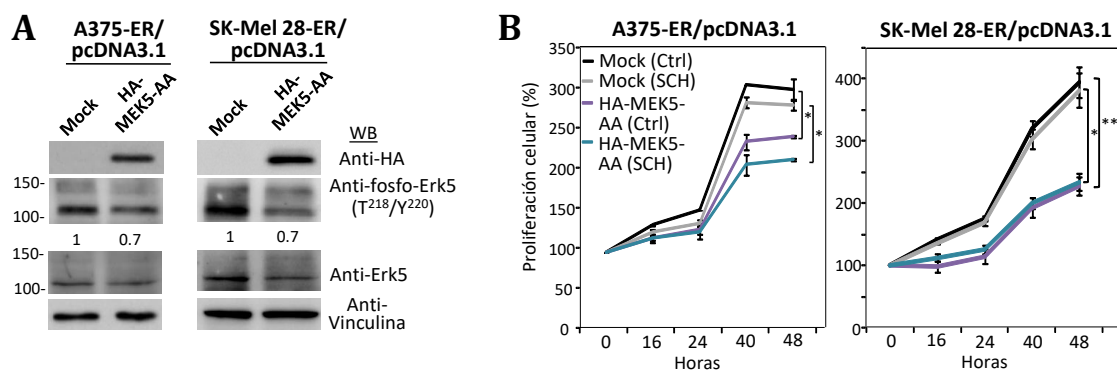 A
A375-ER/
pcDNA3.1
SK-Mel 28-ER/
pcDNA3.1
Mock
HA-
MEK5-AA
Mock
HA-
MEK5-AA
WB
Anti-HA
150-
100-
Anti-fosfo-Erk5
(T218/Y220)
1 0.7 1 0.7
150-
100-
Anti-Erk5
Anti-
Vinculina
B
A375-ER/pcDNA3.1
SK-Mel 28-ER/pcDNA3.1
Proliferación celular (%)
350
300
250
200
150
100
50
0
Mock (Ctrl)
Mock (SCH)
HA-MEK5-
AA (Ctrl)
HA-MEK5-
AA (SCH)
*
*
0 16 24 40 48
Horas
400
300
200
100
0
*
**
0 16 24 40 48
Horas